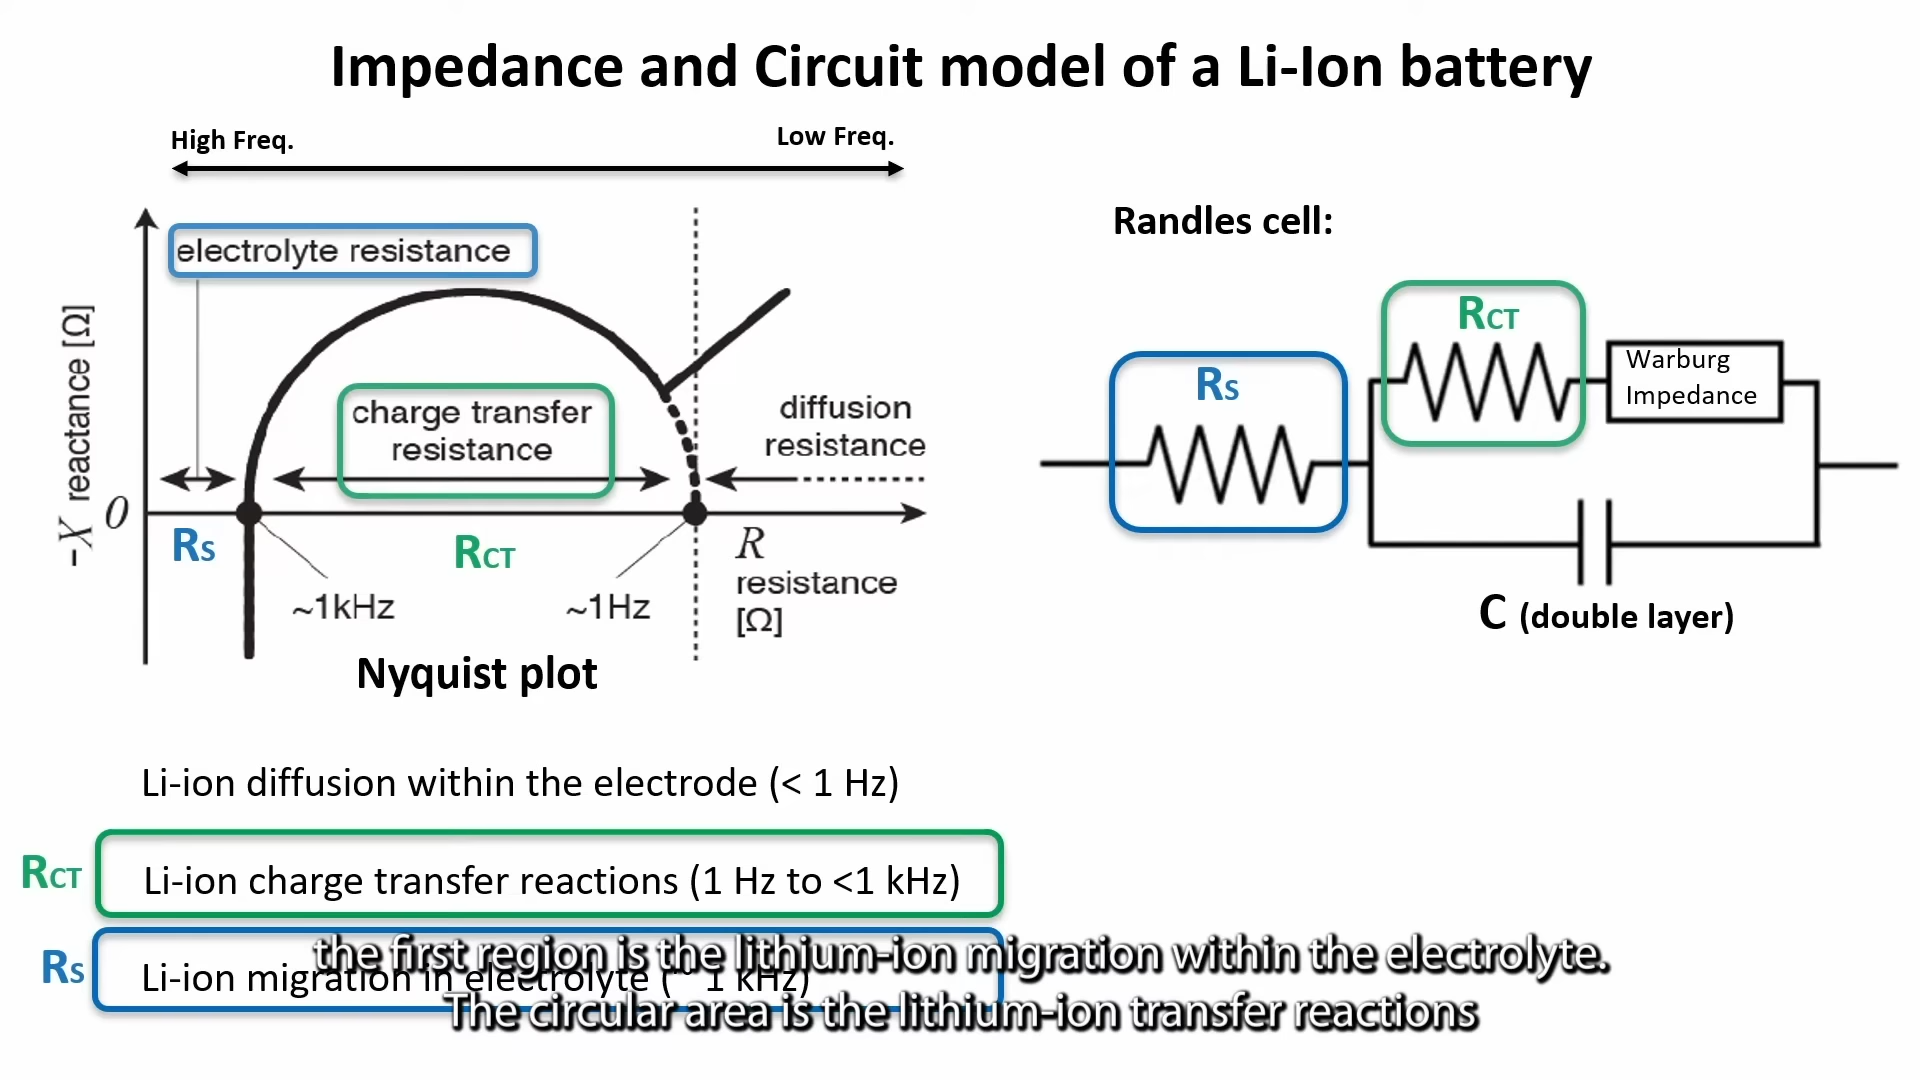 Impedance and Circuit model of a Li-Ion battery
High Freq.
Low Freq.
electrolyte resistance
-X reactance [Ω]
0
charge transfer
resistance
diffusion
resistance
RS
RCT
R
resistance
[Ω]
~1kHz
~1Hz
Nyquist plot
Randles cell:
RS
RCT
Warburg
Impedance
C (double layer)
Li-ion diffusion within the electrode (< 1 Hz)
RCT
Li-ion charge transfer reactions (1 Hz to <1 kHz)
RS
Li-ion migration in electrolyte (~ 1 kHz)
the first region is the lithium-ion migration within the electrolyte.
The circular area is the lithium-ion transfer reactions